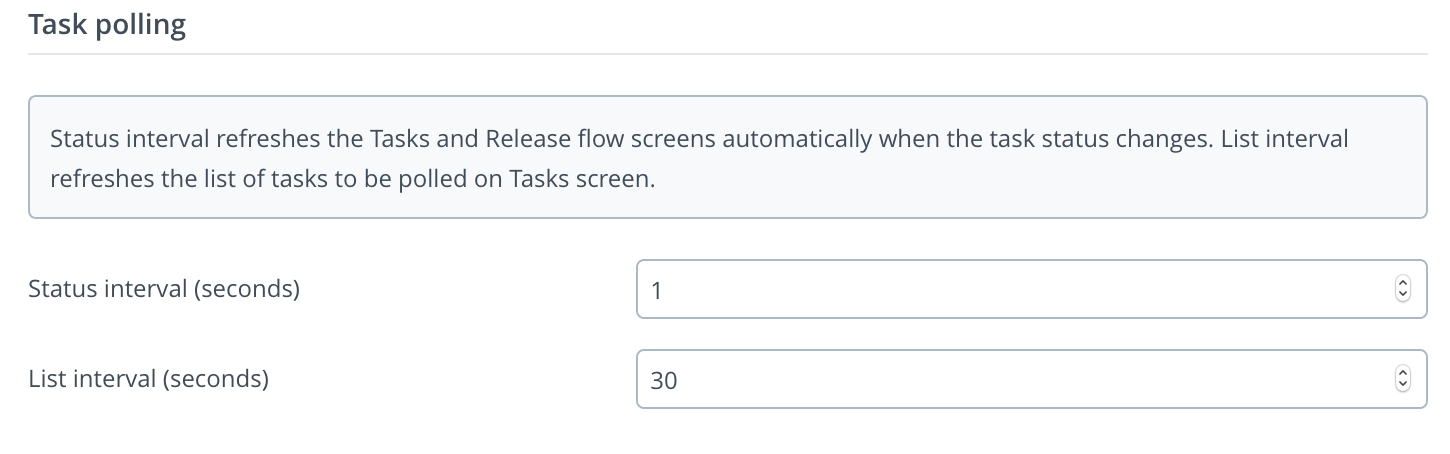 Task polling
Status interval refreshes the Tasks and Release flow screens automatically when the task status changes. List interval
refreshes the list of tasks to be polled on Tasks screen.
Status interval (seconds)
1
List interval (seconds)
30